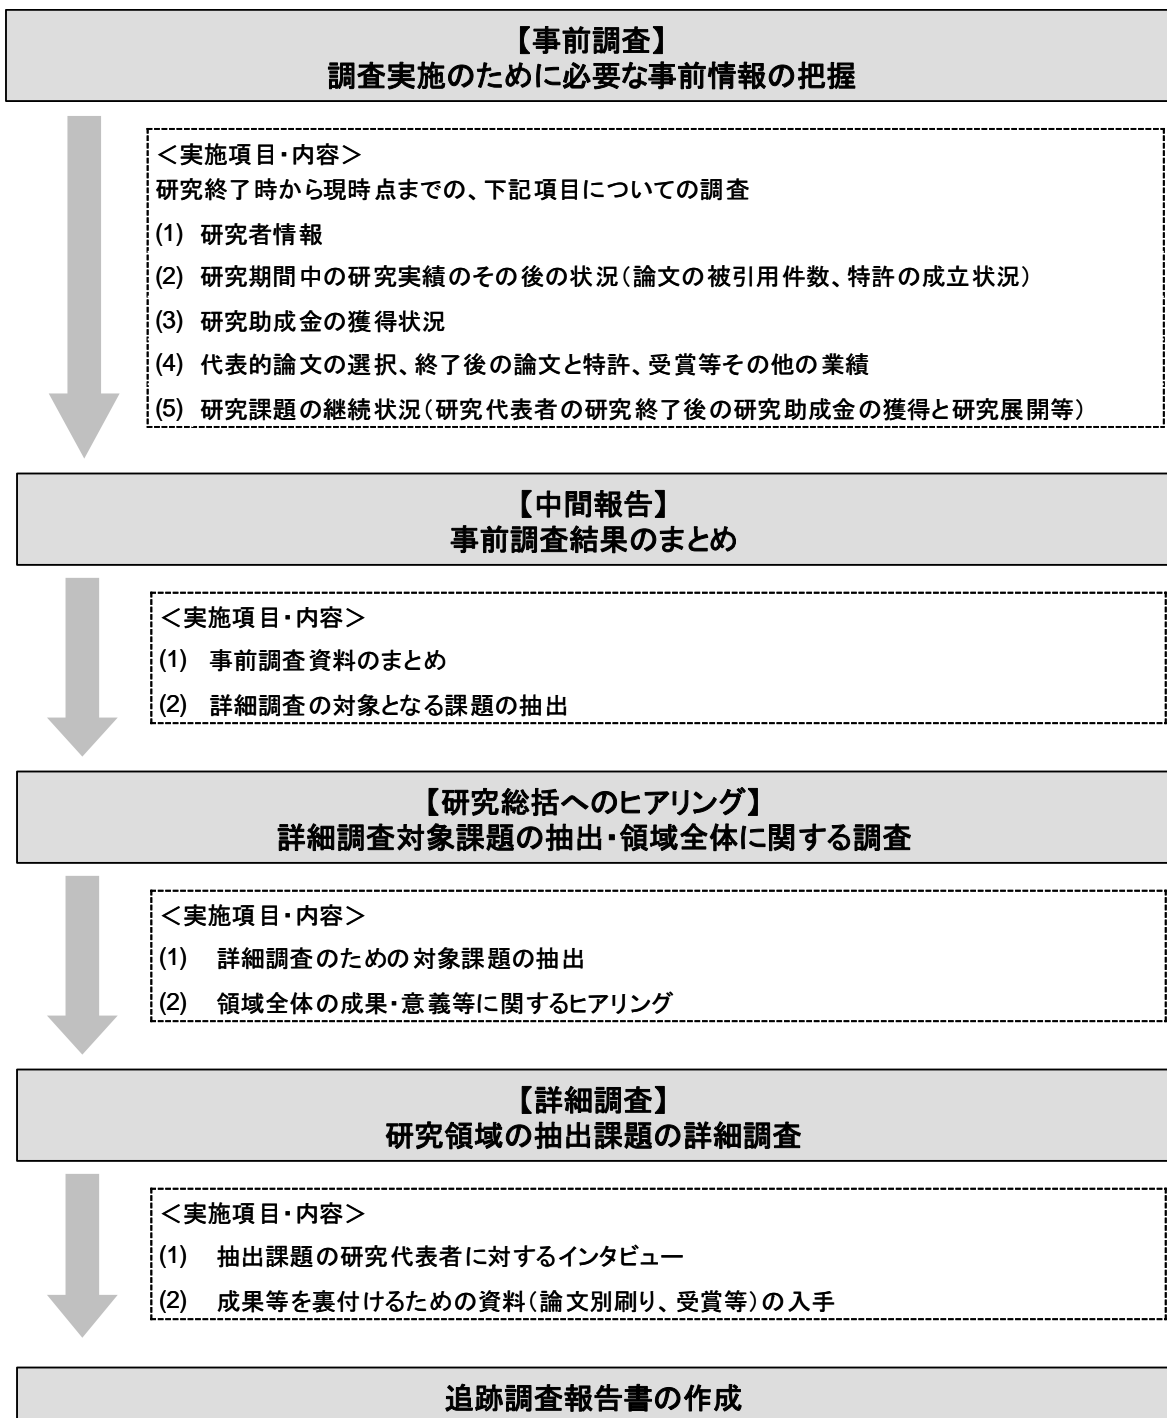 【事前調査】
調査実施のために必要な事前情報の把握
＜実施項目・内容＞
研究終了時から現時点までの、下記項目についての調査
(1) 研究者情報
(2) 研究期間中の研究実績のその後の状況（論文の被引用件数、特許の成立状況）
(3) 研究助成金の獲得状況
(4) 代表的論文の選択、終了後の論文と特許、受賞等その他の業績
(5) 研究課題の継続状況（研究代表者の研究終了後の研究助成金の獲得と研究展開等）
【中間報告】
事前調査結果のまとめ
＜実施項目・内容＞
(1) 事前調査資料のまとめ
(2) 詳細調査の対象となる課題の抽出
【研究総括へのヒアリング】
詳細調査対象課題の抽出・領域全体に関する調査
＜実施項目・内容＞
(1) 詳細調査のための対象課題の抽出
(2) 領域全体の成果・意義等に関するヒアリング
【詳細調査】
研究領域の抽出課題の詳細調査
＜実施項目・内容＞
(1) 抽出課題の研究代表者に対するインタビュー
(2) 成果等を裏付けるための資料（論文別刷り、受賞等）の入手
追跡調査報告書の作成